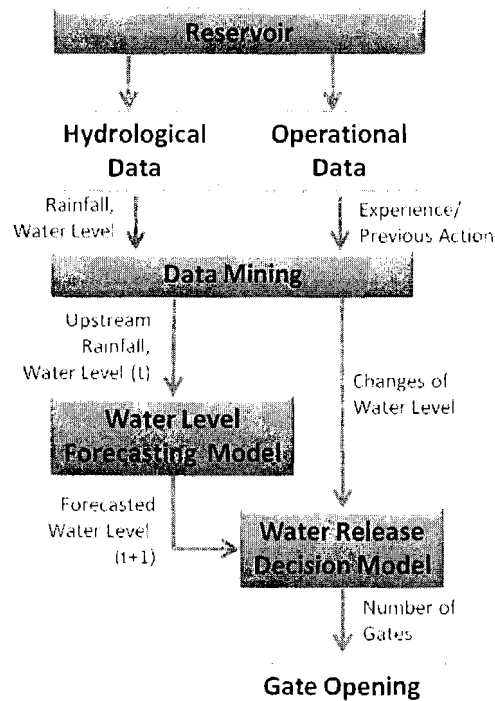 Reservoir
Hydrological
Data
Operational
Data
Rainfall,
Water Level
Experience/
Previous Action
Data Mining
Upstream
Rainfall,
Water Level (t)
Changes of
Water Level
Water Level
Forecasting Model
Forecasted
Water Level
(t+1)
Water Release
Decision Model
Number of
Gates
Gate Opening